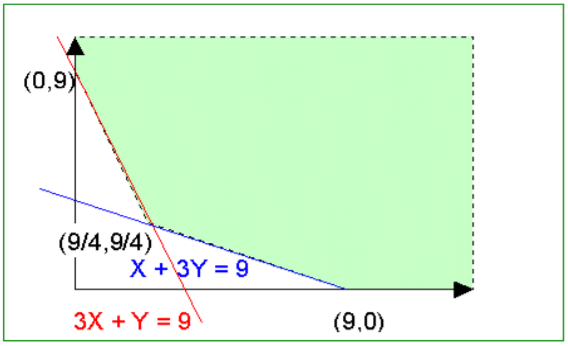 (0,9)
(9/4,9/4)
X + 3Y = 9
3X + Y = 9
(9,0)